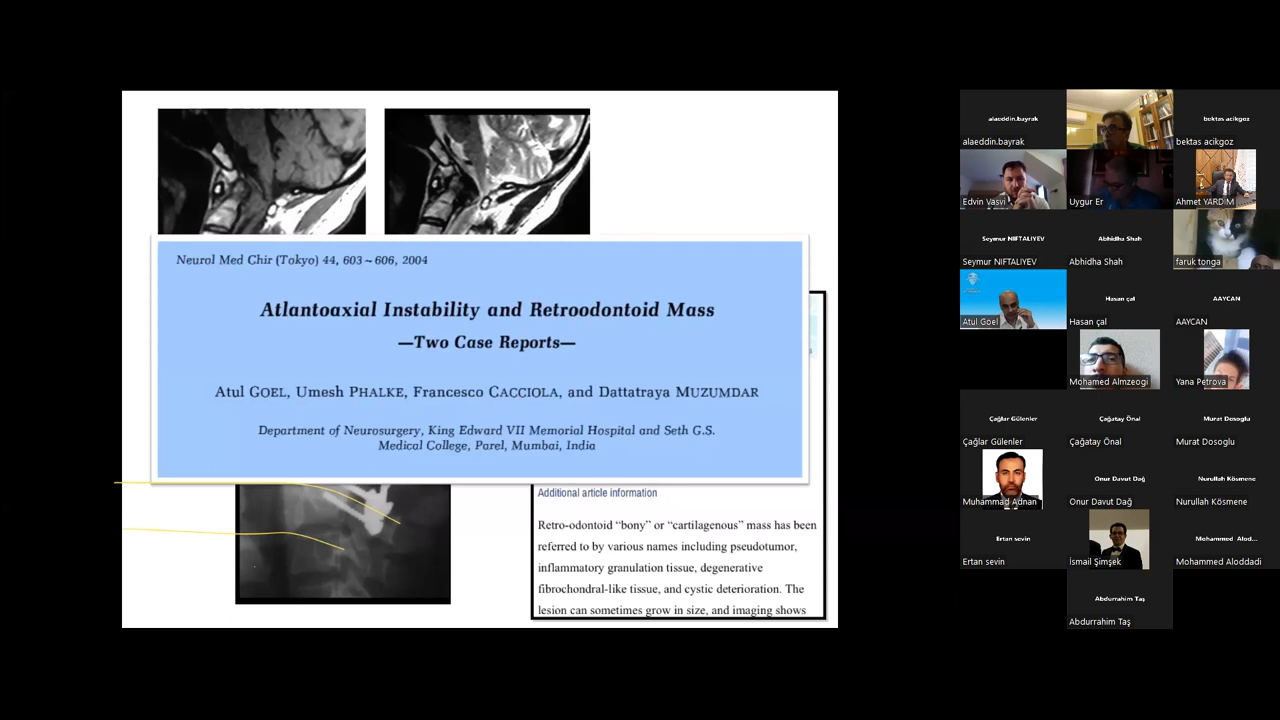 Neurol Med Chir (Tokyo) 44, 603~606, 2004
Atlantoaxial Instability and Retroodontoid Mass
—Two Case Reports—
Atul GOEL, Umesh PHALKE, Francesco CACCIOLA, and Dattatraya MUZUMDAR
Department of Neurosurgery, King Edward VII Memorial Hospital and Seth G.S.
Medical College, Parel, Mumbai, India
Additional article information
Retro-odontoid “bony” or “cartilagenous” mass has been
referred to by various names including pseudotumor,
inflammatory granulation tissue, degenerative
fibrochondral-like tissue, and cystic deterioration. The
lesion can sometimes grow in size, and imaging shows
alaeddin.bayrak
alaeddin.bayrak
bektas acikgoz
bektas acikgoz
Edvin Vasvi
Uygur Er
Ahmet YARDIM
Seymur NIFTALIYEV
Seymur NIFTALIYEV
Abhidha Shah
Abhidha Shah
faruk tonga
Atul Goel
Hasan çal
Hasan çal
AAYCAN
AAYCAN
Mohamed Almzeogi
Yana Petrova
Çağlar Gülenler
Çağlar Gülenler
Çağatay Önal
Çağatay Önal
Murat Dosoglu
Murat Dosoglu
Muhammad Adnan
Onur Davut Dağ
Onur Davut Dağ
Nurullah Kösmene
Nurullah Kösmene
Ertan sevin
Ertan sevin
İsmail Şimşek
Mohammed Alod...
Mohammed Aloddadi
Abdurrahim Taş
Abdurrahim Taş